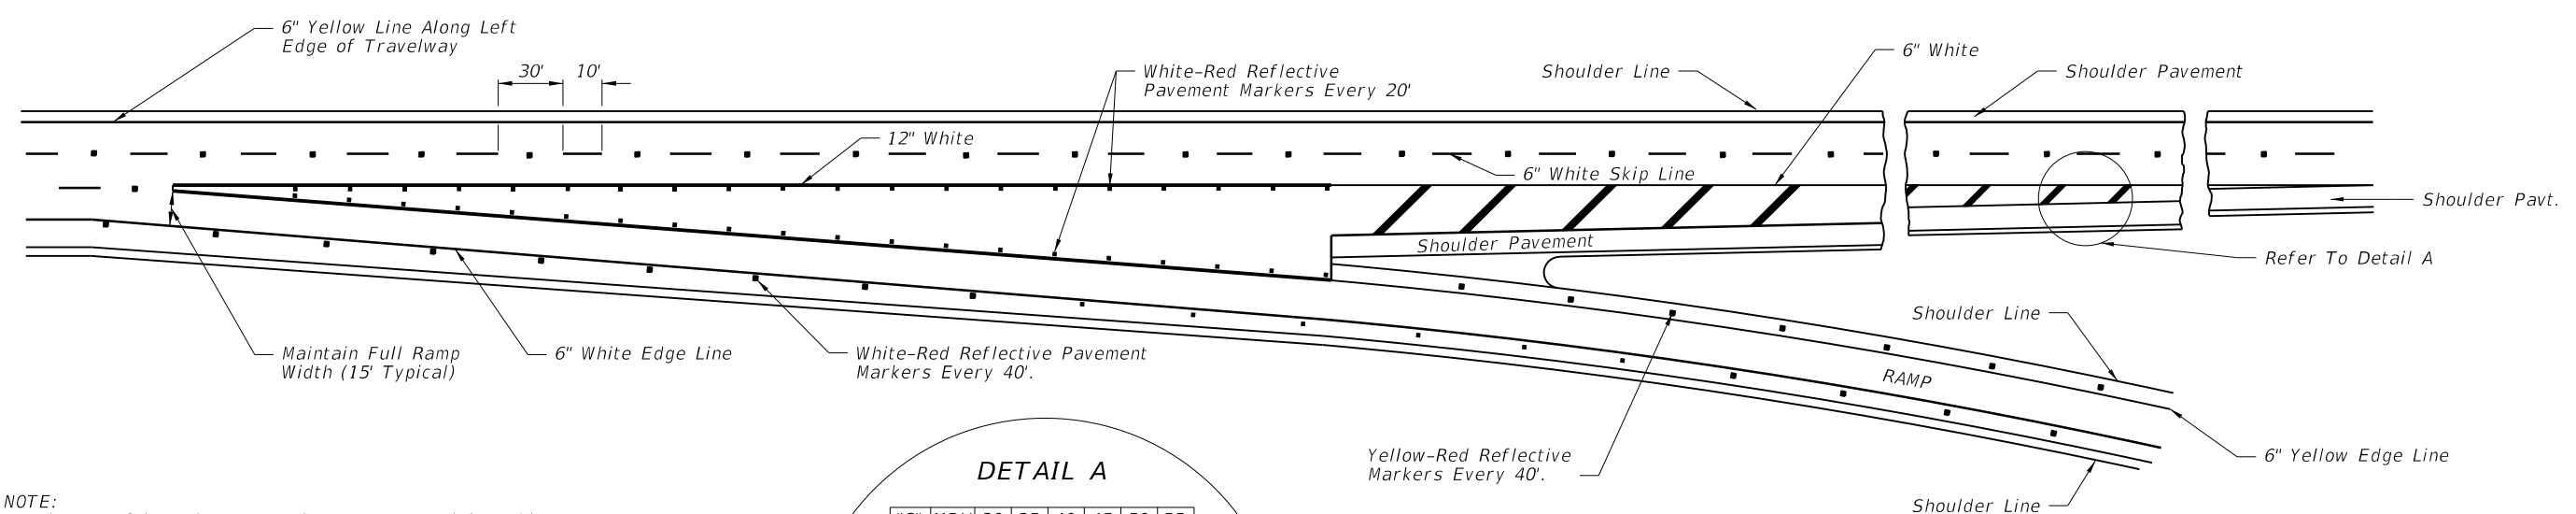 6" Yellow Line Along Left
Edge of Travelway
30'
10'
White-Red Reflective
Pavement Markers Every 20'
Shoulder Line
6" White
Shoulder Pavement
12" White
6" White Skip Line
Shoulder Pavt.
Shoulder Pavement
Refer To Detail A
Maintain Full Ramp
Width (15' Typical)
6" White Edge Line
White-Red Reflective Pavement
Markers Every 40'.
Shoulder Line
RAMP
Yellow-Red Reflective
Markers Every 40'.
6" Yellow Edge Line
Shoulder Line
DETAIL A
NOTE: